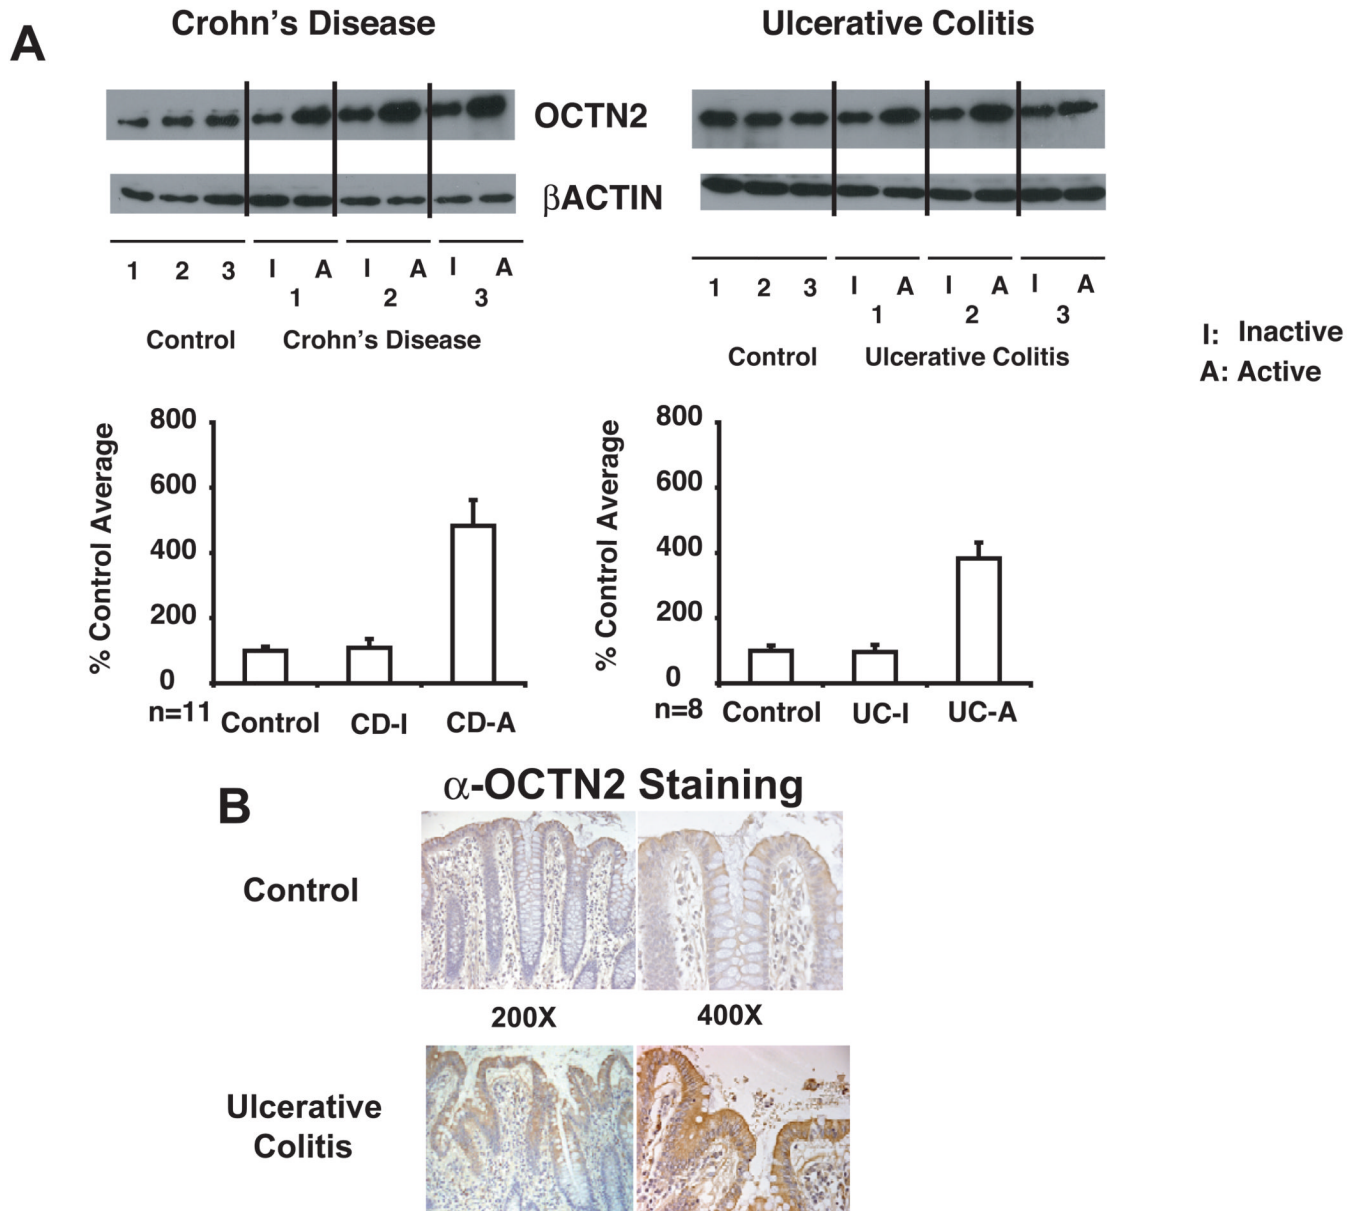 A
Crohn's Disease
Ulcerative Colitis
OCTN2
βACTIN
1 2 3 I A I A I A
1 2 3
Control Crohn's Disease
1 2 3 I A I A I A
1 2 3
Control Ulcerative Colitis
I: Inactive
A: Active
% Control Average
800
600
400
200
0
n=11 Control CD-I CD-A
% Control Average
800
600
400
200
0
n=8 Control UC-I UC-A
B
α-OCTN2 Staining
Control
200X 400X
Ulcerative
Colitis